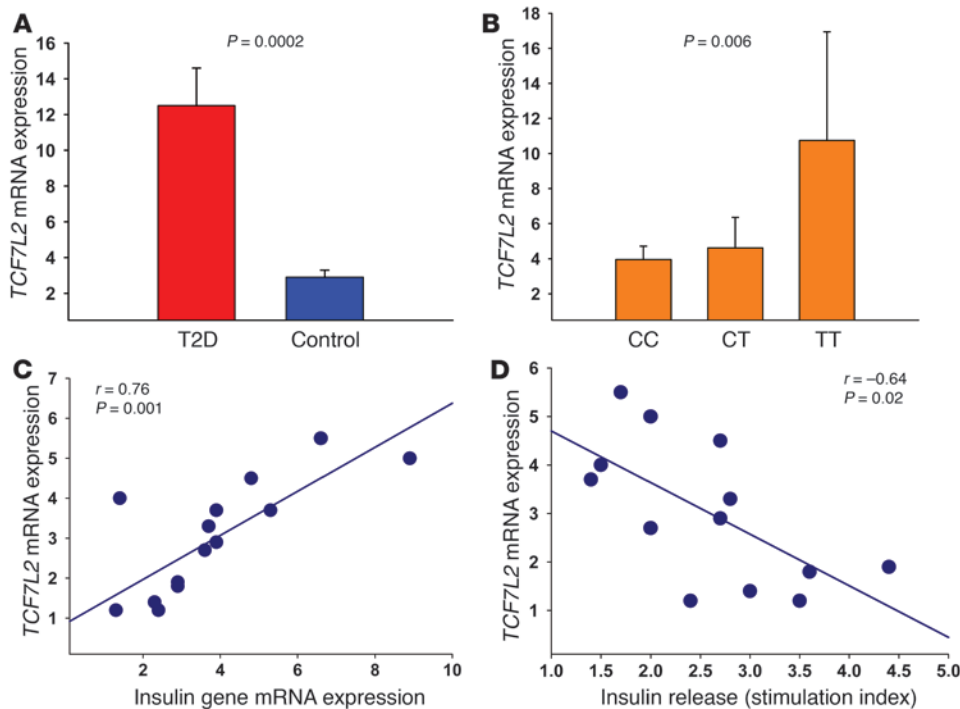 A
TCF7L2 mRNA expression
P = 0.0002
16
14
12
10
8
6
4
2
T2D Control
B
TCF7L2 mRNA expression
P = 0.006
18
16
14
12
10
8
6
4
2
CC CT TT
C
TCF7L2 mRNA expression
r = 0.76
P = 0.001
7
6
5
4
3
2
1
2 4 6 8 10
Insulin gene mRNA expression
D
TCF7L2 mRNA expression
r = –0.64
P = 0.02
6
5
4
3
2
1
1.0 1.5 2.0 2.5 3.0 3.5 4.0 4.5 5.0
Insulin release (stimulation index)